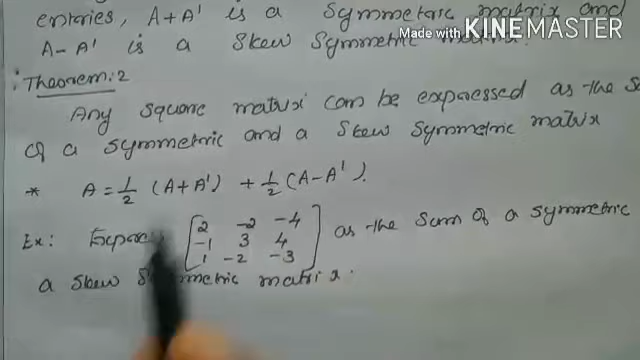 entries, A+A' is a symmetric matrix and
Made with KINEMASTER
A-A' is a skew symmetric matrix.
Theorem:2
Any square matrix can be expressed as the
of a symmetric and a skew symmetric matrix
* A = 1/2 (A+A') + 1/2 (A-A').
Ex: Express [2 -2 -4
-1 3 4
1 -2 -3] as the sum of a symmetric
a skew symmetric matrix.